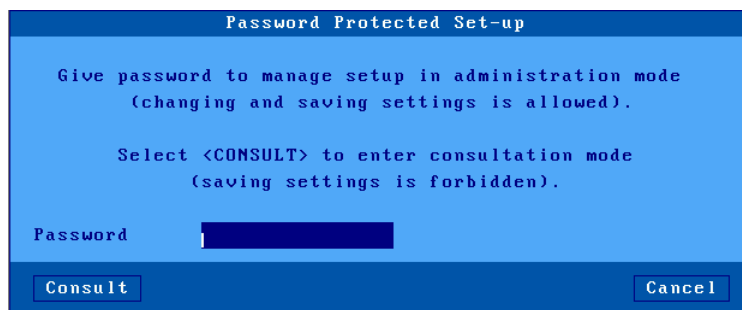 Password Protected Set-up
Give password to manage setup in administration mode
(changing and saving settings is allowed).
Select <CONSULT> to enter consultation mode
(saving settings is forbidden).
Password
Consult
Cancel